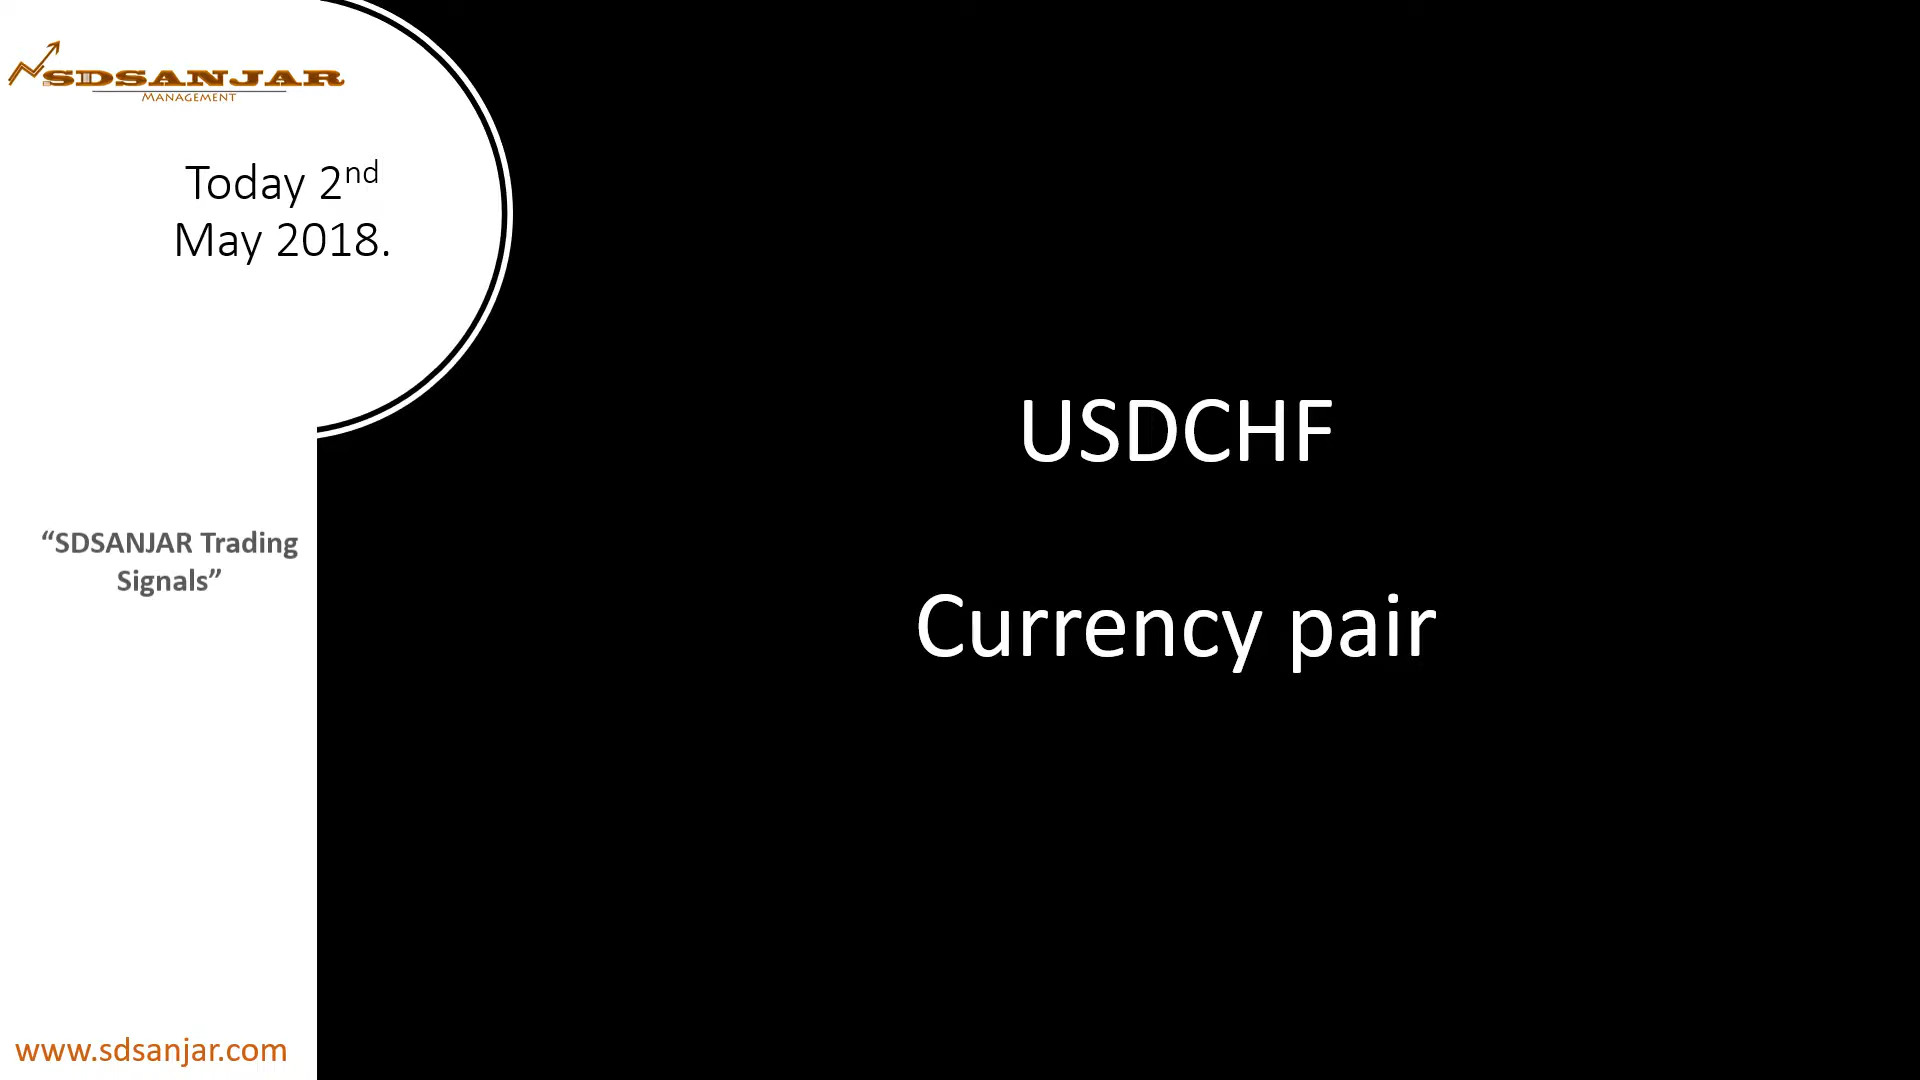 SDSANJAR
MANAGEMENT
Today 2nd
May 2018.
USDCHF
Currency pair
“SDSANJAR Trading
Signals”
www.sdsanjar.com